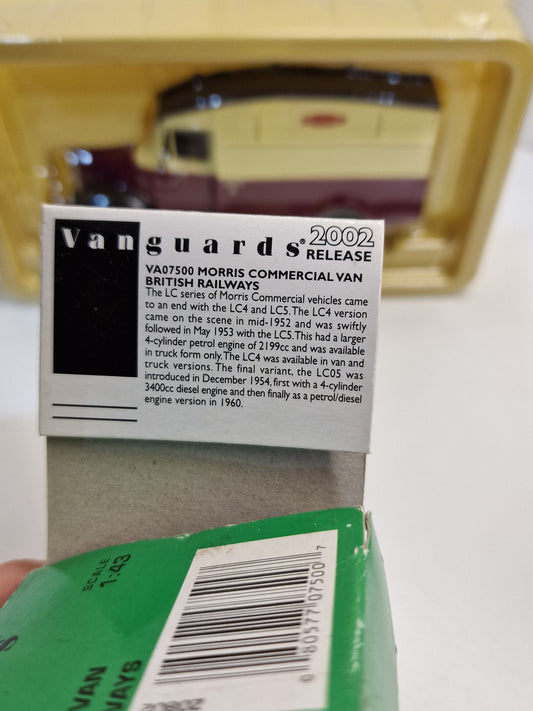 Vanguards®
2002
RELEASE
VA07500 MORRIS COMMERCIAL VAN
BRITISH RAILWAYS
The LC series of Morris Commercial vehicles came
to an end with the LC4 and LC5. The LC4 version
came on the scene in mid-1952 and was swiftly
followed in May 1953 with the LC5. This had a larger
4-cylinder petrol engine of 2199cc and was available
in truck form only. The LC4 was available in van and
truck versions. The final variant, the LC05 was
introduced in December 1954, first with a 4-cylinder
3400cc diesel engine and then finally as a petrol/diesel
engine version in 1960.
SCALE
1:43
0 80577 07500 7
VAN
WAYS